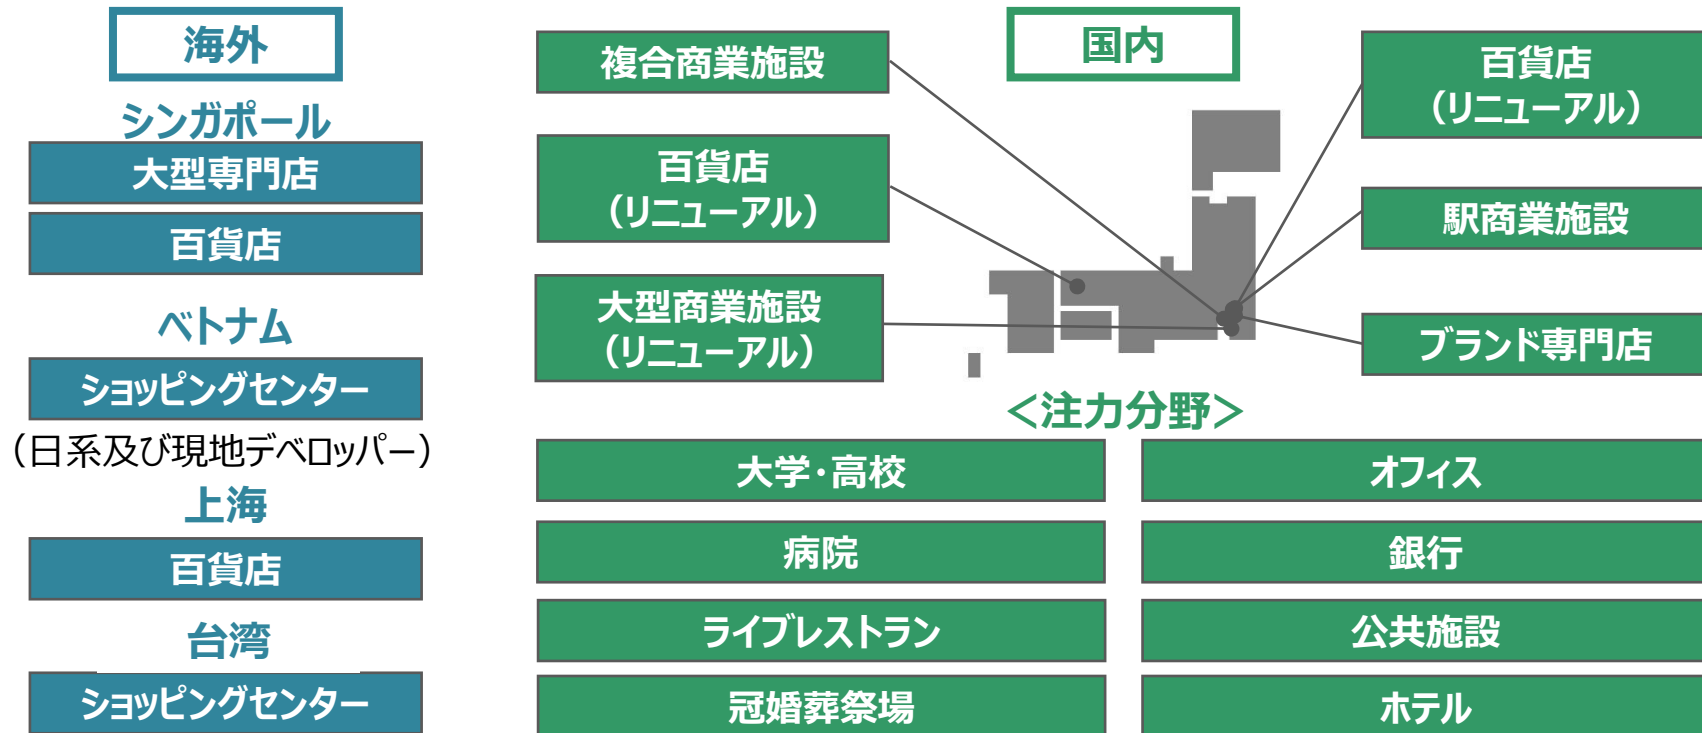 海外
シンガポール
大型専門店
百貨店
ベトナム
ショッピングセンター
（日系及び現地デベロッパー）
上海
百貨店
台湾
ショッピングセンター
国内
複合商業施設
百貨店
（リニューアル）
大型商業施設
（リニューアル）
百貨店
（リニューアル）
駅商業施設
ブランド専門店
＜注力分野＞
大学・高校
オフィス
病院
銀行
ライブレストラン
公共施設
冠婚葬祭場
ホテル